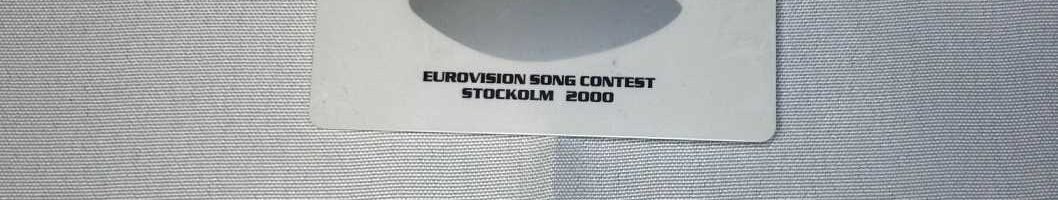 EUROVISION SONG CONTEST
STOCKOLM 2000